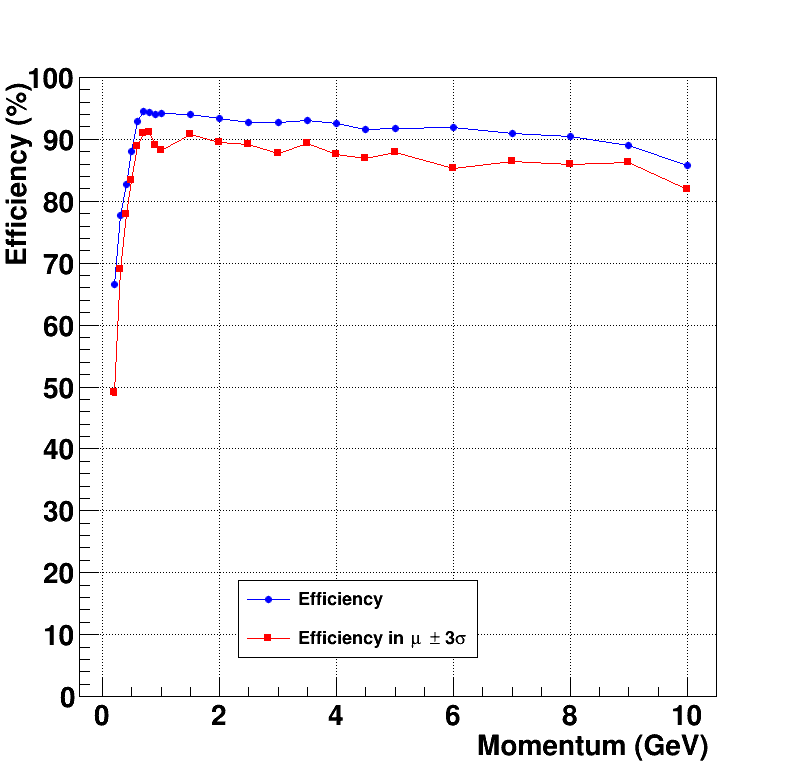 Efficiency (%)
100
90
80
70
60
50
40
30
20
10
0
Efficiency
Efficiency in μ ± 3σ
0 2 4 6 8 10
Momentum (GeV)